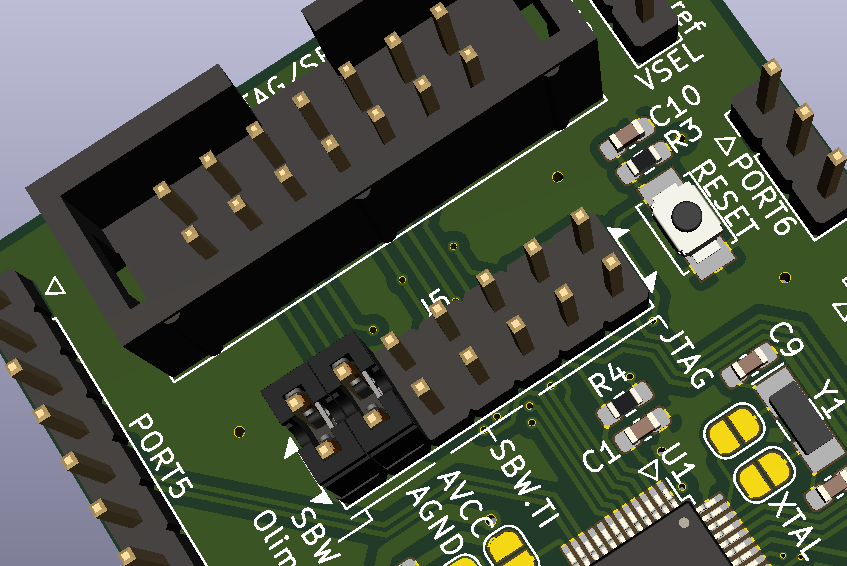 VSEL
C10
R3
RESET
PORT6
J5
JTAG
C9
R4
Y1
PORT5
C1
U1
SBW.TI
AVCC
AGND
SBW
XTAL